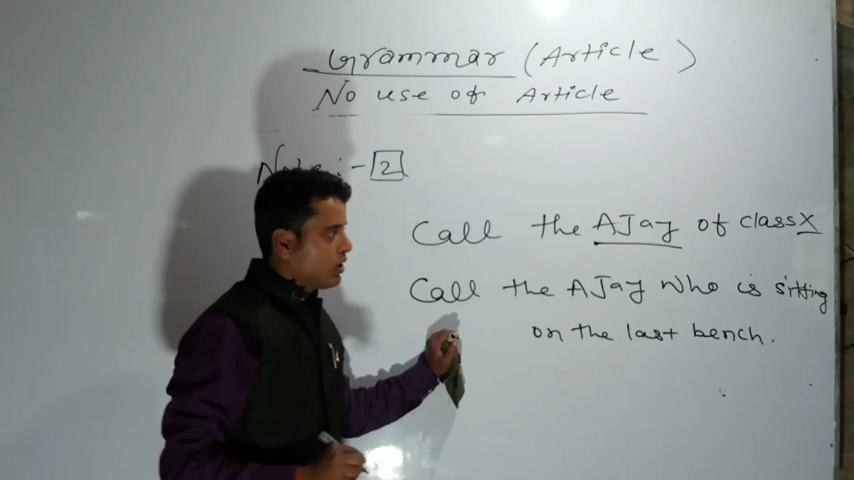 Grammar (Article)
No use of Article
Note :- 2
Call the AJay of class X
Call the AJay who is sitting
on the last bench.